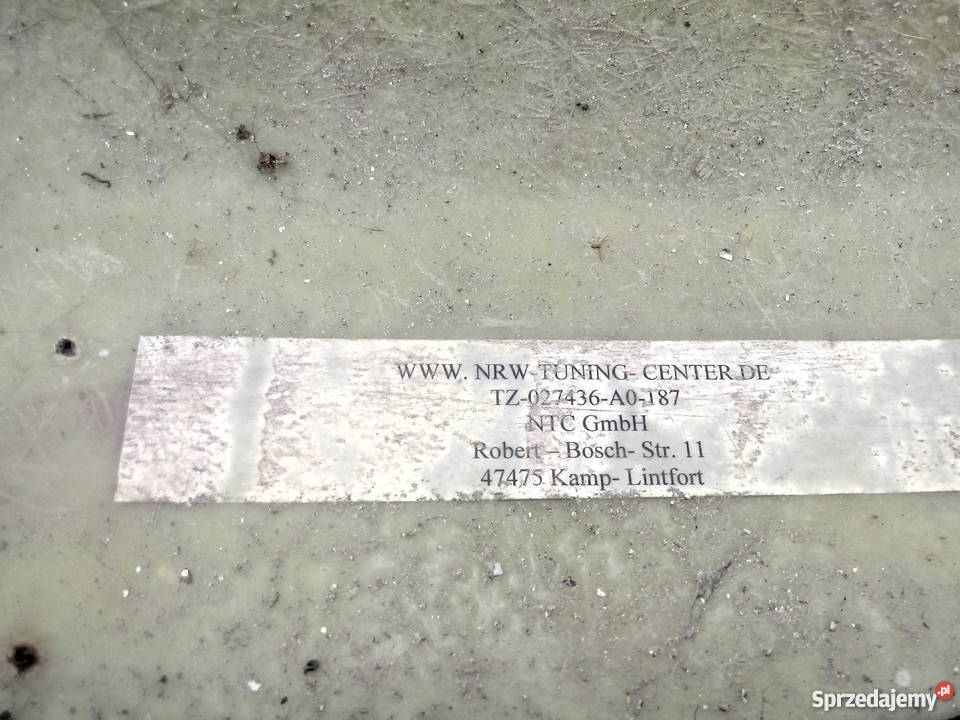 WWW. NRW-TUNING- CENTER.DE
TZ-027436-A0-187
NTC GmbH
Robert – Bosch- Str. 11
47475 Kamp- Lintfort
Sprzedajemy.pl